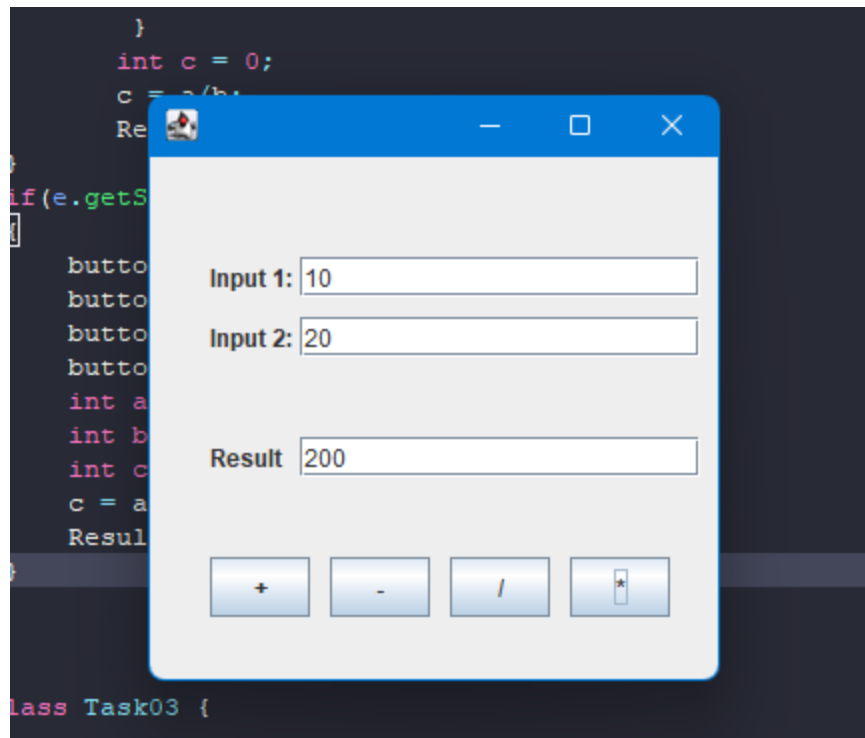 }
int c = 0;
c = a/b;
Re
}
if(e.getS
{
butto
butto
butto
butto
int a
int b
int c
c = a
Resul
}
lass Task03 {
Input 1: 10
Input 2: 20
Result 200
+ - / *